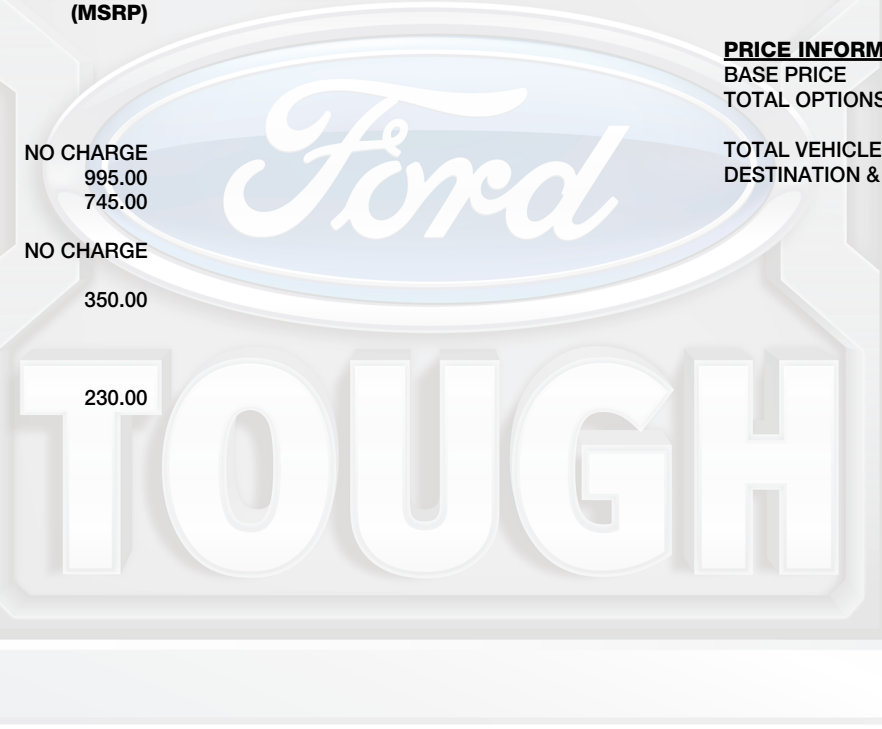 (MSRP)
NO CHARGE
995.00
745.00
NO CHARGE
350.00
230.00
PRICE INFORM
BASE PRICE
TOTAL OPTIONS
TOTAL VEHICLE
DESTINATION &
Ford
TOUGH